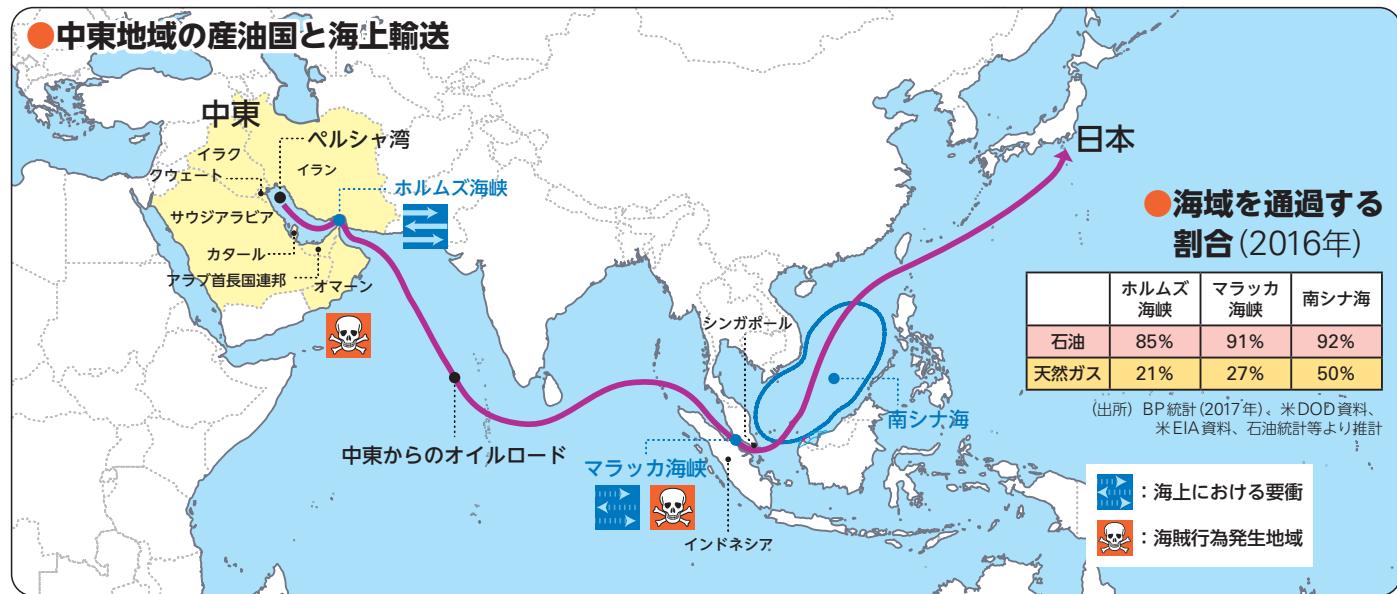 ●中東地域の産油国と海上輸送
中東
ペルシャ湾
イラク
イラン
クウェート
ホルムズ海峡
サウジアラビア
カタール
アラブ首長国連邦
オマーン
日本
●海域を通過する
割合(2016年)
ホルムズ
海峡
マラッカ
海峡
南シナ海
石油 85% 91% 92%
天然ガス 21% 27% 50%
(出所) BP統計(2017年)、米DOD資料、
米EIA資料、石油統計等より推計
シンガポール
南シナ海
中東からのオイルロード
マラッカ海峡
インドネシア
：海上における要衝
：海賊行為発生地域